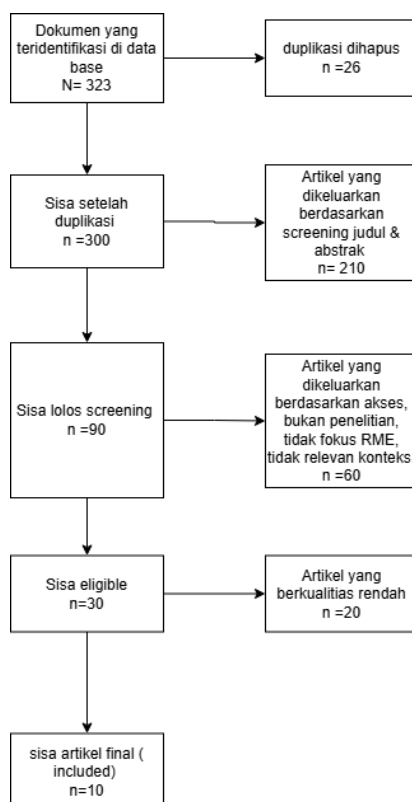 Dokumen yang
teridentifikasi di data
base
N= 323
duplikasi dihapus
n =26
Sisa setelah
duplikasi
n =300
Artikel yang
dikeluarkan
berdasarkan
screening judul &
abstrak
n= 210
Sisa lolos screening
n =90
Artikel yang
dikeluarkan
berdasarkan akses,
bukan penelitian,
tidak fokus RME,
tidak relevan konteks
n =60
Sisa eligible
n=30
Artikel yang
berkualitias rendah
n =20
sisa artikel final (
included)
n=10